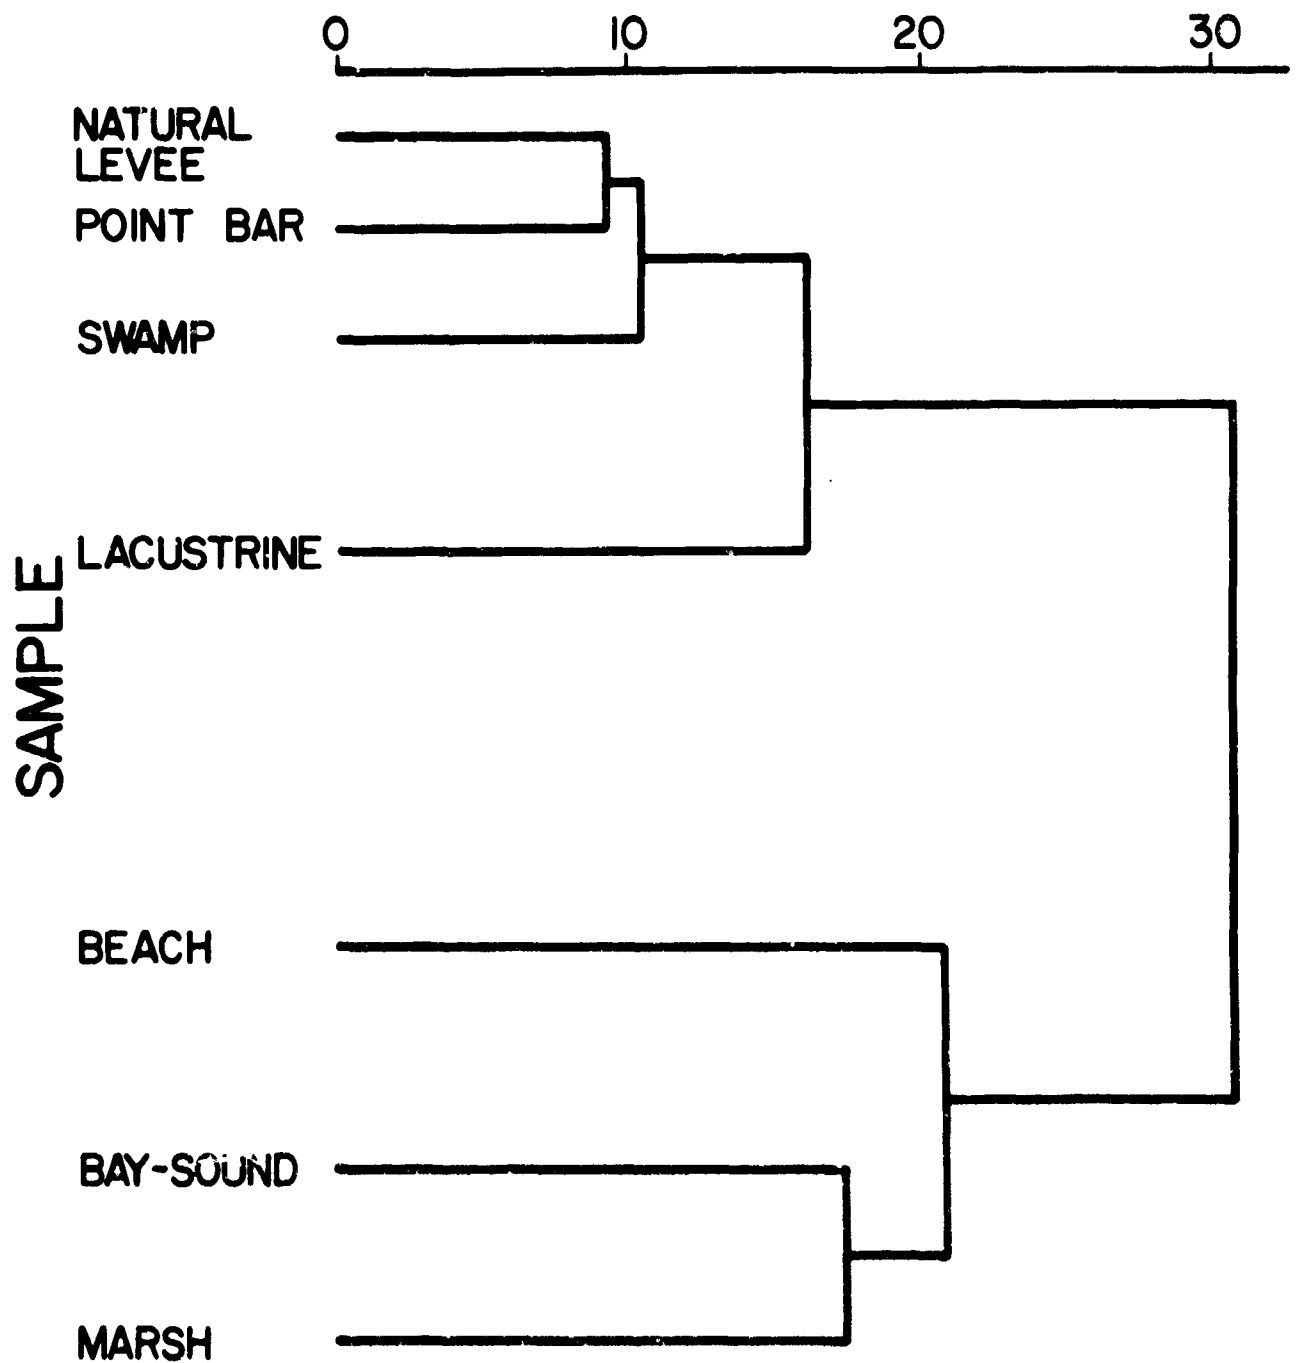 0 10 20 30
NATURAL
LEVEE
POINT BAR
SWAMP
LACUSTRINE
SAMPLE
BEACH
BAY-SOUND
MARSH